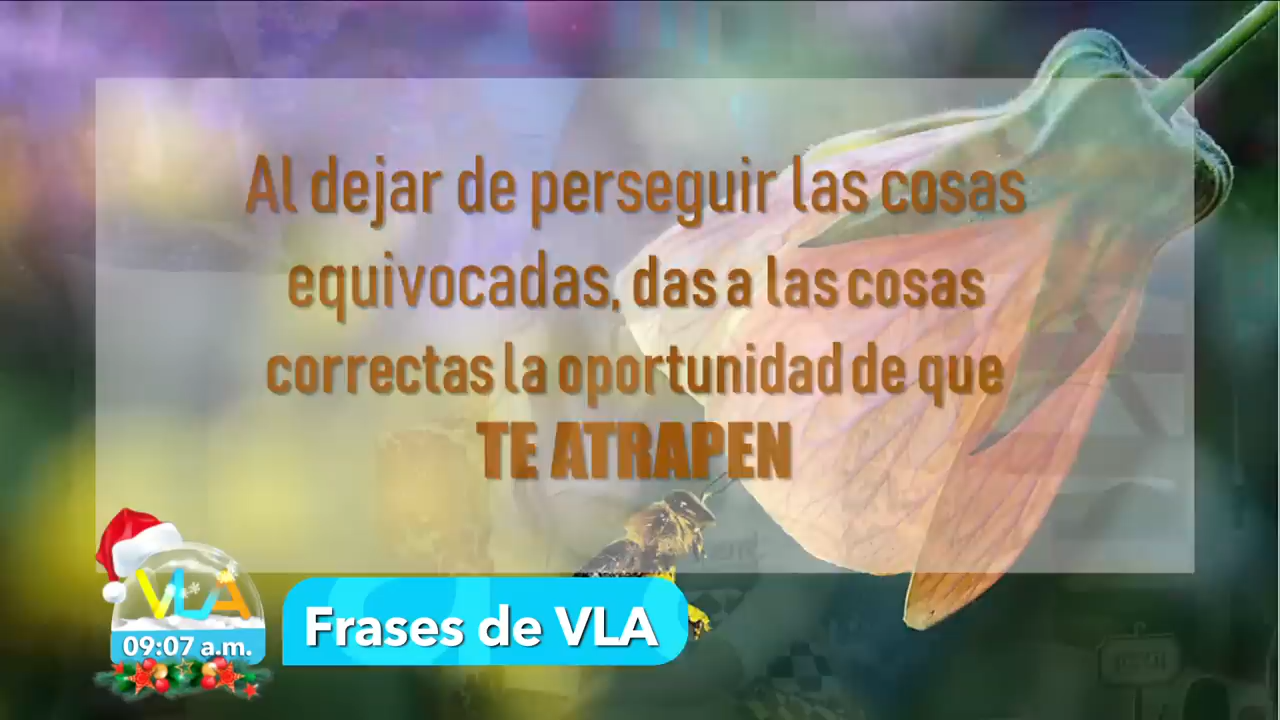 Al dejar de perseguir las cosas
equivocadas, das a las cosas
correctas la oportunidad de que
TE ATRAPEN
VLA
09:07 a.m.
Frases de VLA